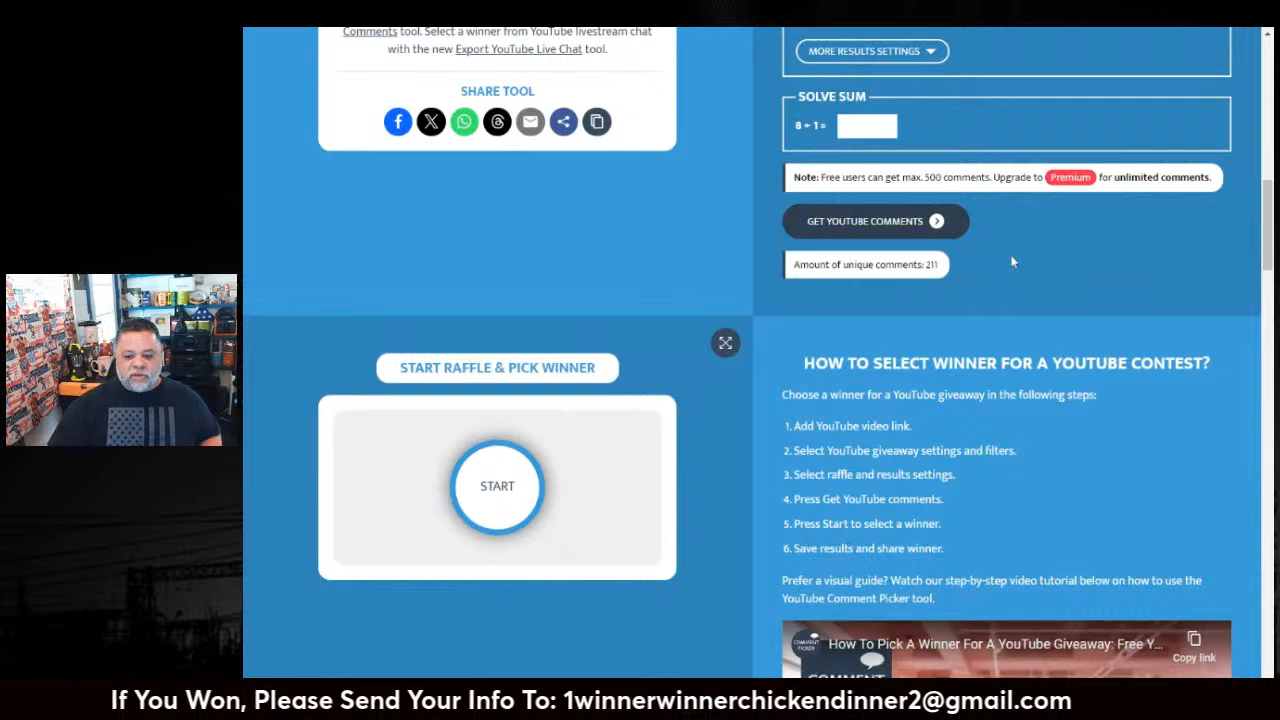 Comments tool. Select a winner from YouTube livestream chat
with the new Export YouTube Live Chat tool.
SHARE TOOL
MORE RESULTS SETTINGS
SOLVE SUM
8 + 1 =
Note: Free users can get max. 500 comments. Upgrade to Premium for unlimited comments.
GET YOUTUBE COMMENTS
Amount of unique comments: 211
START RAFFLE & PICK WINNER
START
HOW TO SELECT WINNER FOR A YOUTUBE CONTEST?
Choose a winner for a YouTube giveaway in the following steps:
1. Add YouTube video link.
2. Select YouTube giveaway settings and filters.
3. Select raffle and results settings.
4. Press Get YouTube comments.
5. Press Start to select a winner.
6. Save results and share winner.
Prefer a visual guide? Watch our step-by-step video tutorial below on how to use the
YouTube Comment Picker tool.
COMMENT
PICKER
How To Pick A Winner For A YouTube Giveaway: Free Y...
Copy link
COMMENT
If You Won, Please Send Your Info To: 1winnerwinnerchickendinner2@gmail.com